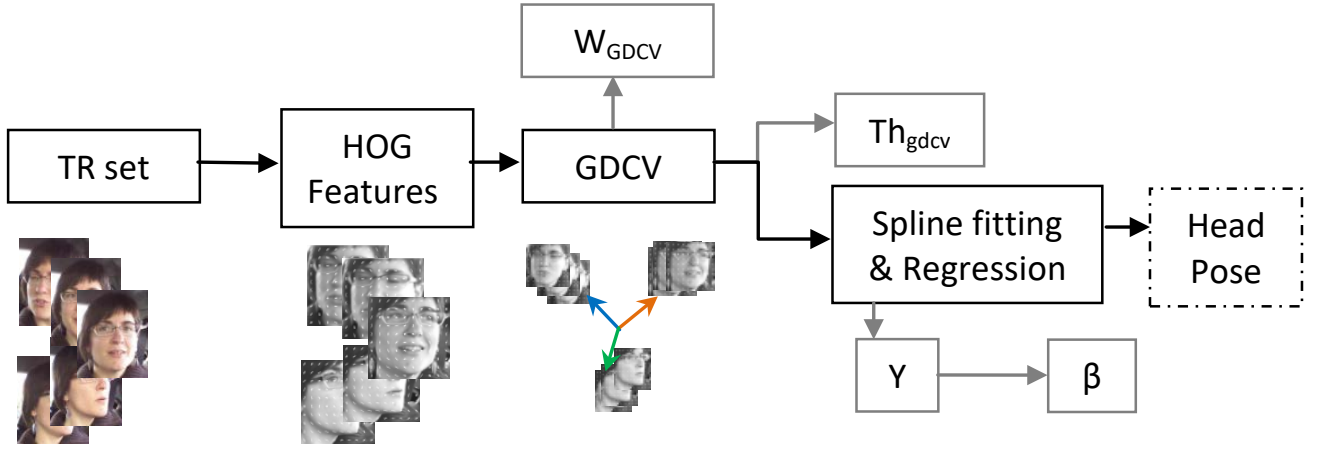 W_GDCV
TR set
HOG
Features
GDCV
Th_gdcv
Spline fitting
& Regression
Head
Pose
Y
β